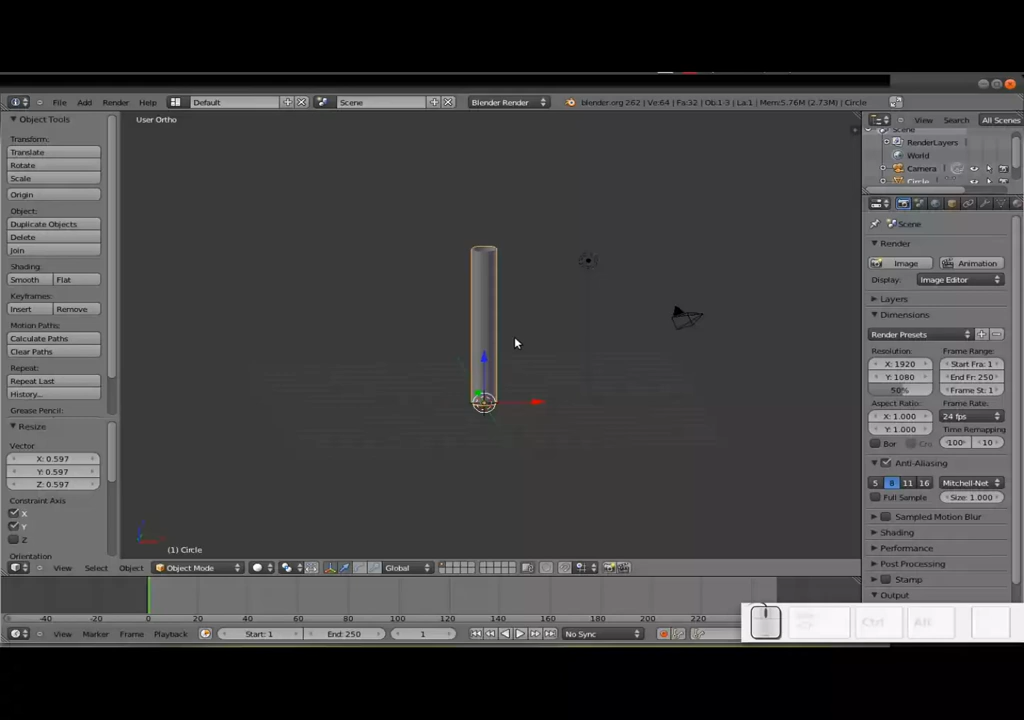 File Add Render Help Default Scene Blender Render blender.org 262 | Ve:64 | Fa:32 | Ob:1-3 | La:1 | Mem:5.76M (2.73M) | Circle
Object Tools
Transform:
Translate
Rotate
Scale
Origin
Object:
Duplicate Objects
Delete
Join
Shading:
Smooth Flat
Keyframes:
Insert Remove
Motion Paths:
Calculate Paths
Clear Paths
Repeat:
Repeat Last
History...
Grease Pencil:
Resize
Vector
X: 0.597
Y: 0.597
Z: 0.597
Constraint Axis
X
Y
Z
Orientation
User Ortho
(1) Circle
View Select Object Object Mode Global
View Search All Scenes
Scene
RenderLayers
World
Camera
Circle
Scene
Render
Image Animation
Display: Image Editor
Layers
Dimensions
Render Presets
Resolution: Frame Range:
X: 1920 Start Fra: 1
Y: 1080 End Fr: 250
50% Frame St: 1
Aspect Ratio: Frame Rate:
X: 1.000 24 fps
Y: 1.000 Time Remapping
Bor Cro 100 10
Anti-Aliasing
5 8 11 16 Mitchell-Net
Full Sample Size: 1.000
Sampled Motion Blur
Shading
Performance
Post Processing
Stamp
Output
-40 -20 0 20 40 60 80 100 120 140 160 180 200 220
View Marker Frame Playback Start: 1 End: 250 1 No Sync
Ctrl Alt